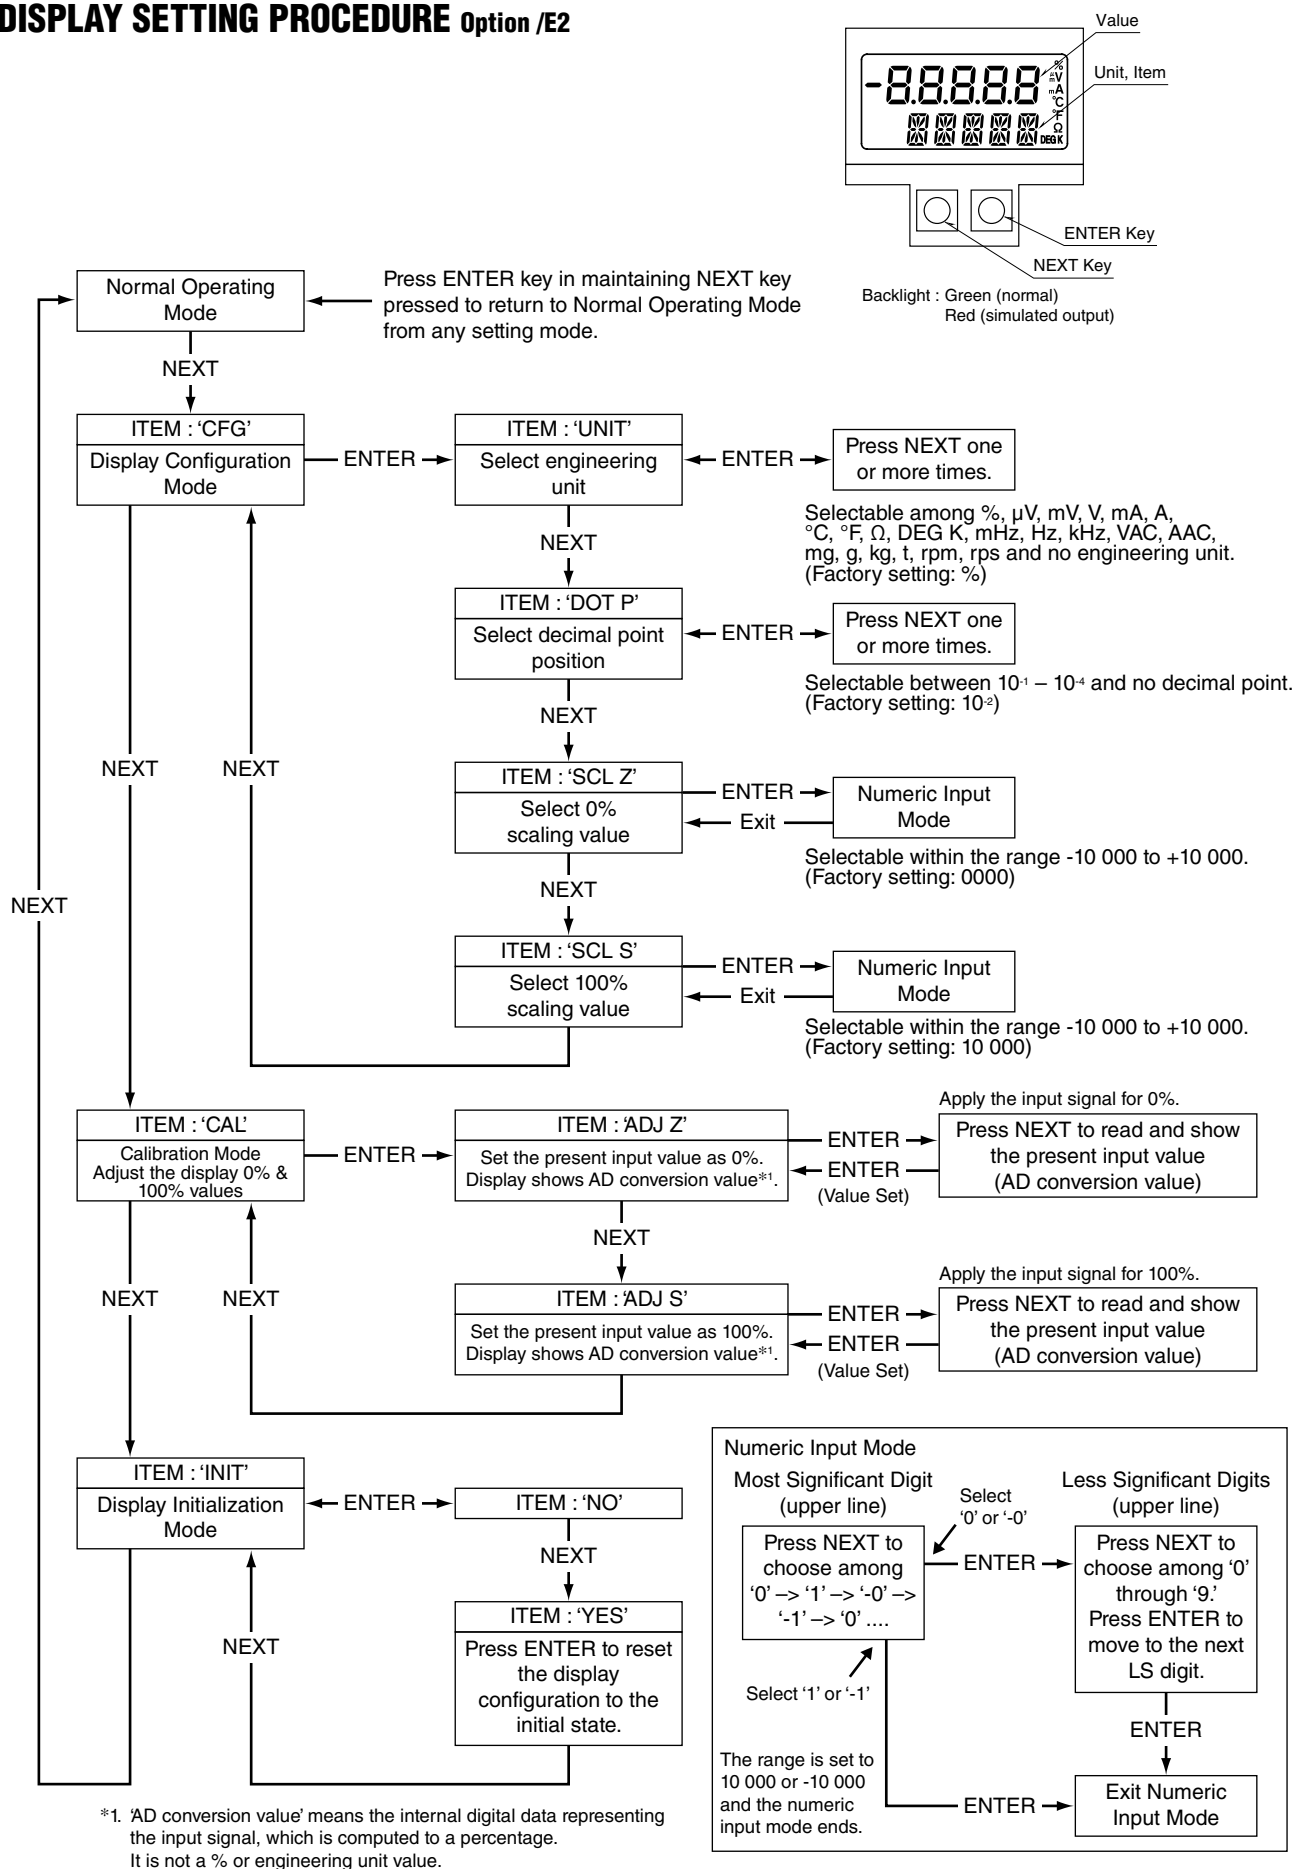 DISPLAY SETTING PROCEDURE Option /E2
Value
Unit, Item
-8.8.8.8.8
%
µ
m
V
mA
°C
°F
Ω
DEG K
ENTER Key
NEXT Key
Backlight : Green (normal)
Red (simulated output)
Normal Operating
Mode
Press ENTER key in maintaining NEXT key
pressed to return to Normal Operating Mode
from any setting mode.
NEXT
ITEM : ‘CFG’
Display Configuration
Mode
ENTER
ITEM : ‘UNIT’
Select engineering
unit
ENTER
Press NEXT one
or more times.
Selectable among %, µV, mV, V, mA, A,
°C, °F, Ω, DEG K, mHz, Hz, kHz, VAC, AAC,
mg, g, kg, t, rpm, rps and no engineering unit.
(Factory setting: %)
NEXT
ITEM : ‘DOT P’
Select decimal point
position
ENTER
Press NEXT one
or more times.
Selectable between 10-1 – 10-4 and no decimal point.
(Factory setting: 10-2)
NEXT
NEXT
NEXT
ITEM : ‘SCL Z’
Select 0%
scaling value
ENTER
Exit
Numeric Input
Mode
Selectable within the range -10 000 to +10 000.
(Factory setting: 0000)
NEXT
NEXT
ITEM : ‘SCL S’
Select 100%
scaling value
ENTER
Exit
Numeric Input
Mode
Selectable within the range -10 000 to +10 000.
(Factory setting: 10 000)
ITEM : ‘CAL’
Calibration Mode
Adjust the display 0% &
100% values
ENTER
ITEM : ‘ADJ Z’
Set the present input value as 0%.
Display shows AD conversion value*1.
ENTER
ENTER
(Value Set)
Apply the input signal for 0%.
Press NEXT to read and show
the present input value
(AD conversion value)
NEXT
NEXT
NEXT
ITEM : ‘ADJ S’
Set the present input value as 100%.
Display shows AD conversion value*1.
ENTER
ENTER
(Value Set)
Apply the input signal for 100%.
Press NEXT to read and show
the present input value
(AD conversion value)
ITEM : ‘INIT’
Display Initialization
Mode
ENTER
ITEM : ‘NO’
NEXT
NEXT
ITEM : ‘YES’
Press ENTER to reset
the display
configuration to the
initial state.
Numeric Input Mode
Most Significant Digit
(upper line)
Select
‘0’ or ‘-0’
Less Significant Digits
(upper line)
Press NEXT to
choose among
‘0’ –> ‘1’ –> ‘-0’ –>
‘-1’ –> ‘0’ ....
ENTER
Press NEXT to
choose among ‘0’
through ‘9.’
Press ENTER to
move to the next
LS digit.
Select ‘1’ or ‘-1’
ENTER
The range is set to
10 000 or -10 000
and the numeric
input mode ends.
ENTER
Exit Numeric
Input Mode
*1. ‘AD conversion value’ means the internal digital data representing
the input signal, which is computed to a percentage.
It is not a % or engineering unit value.